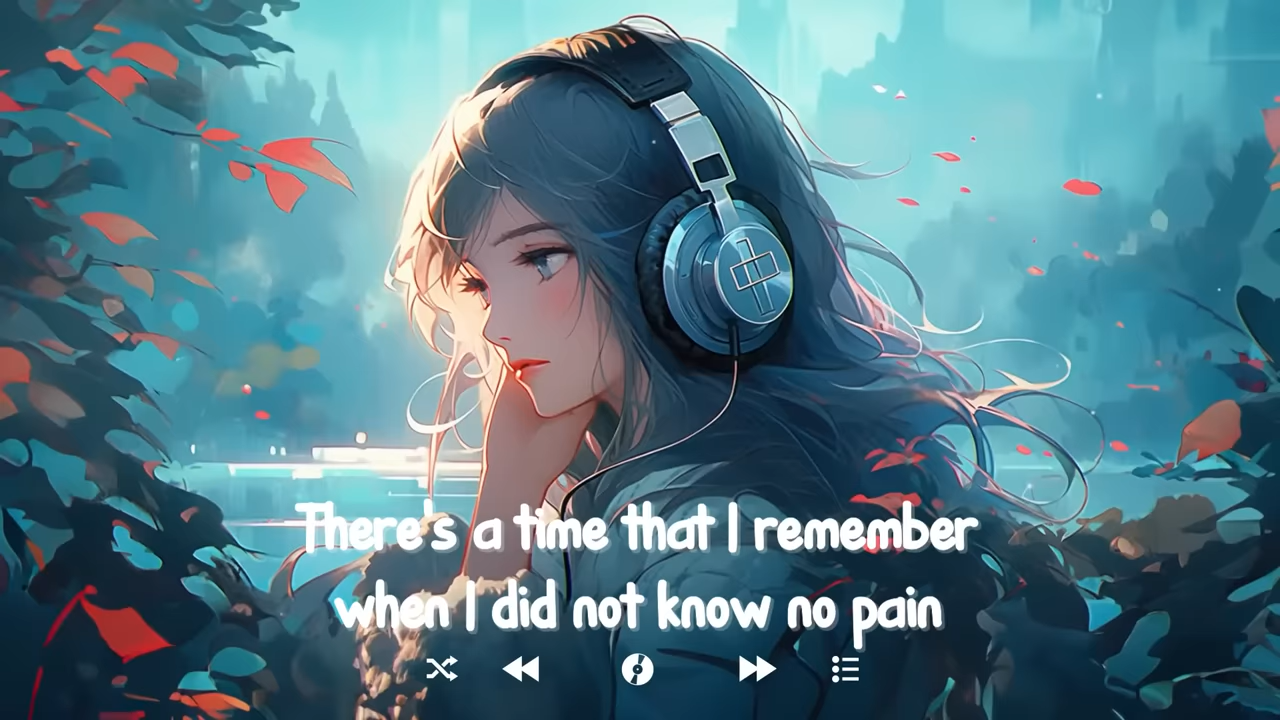 There's a time that I remember
when I did not know no pain